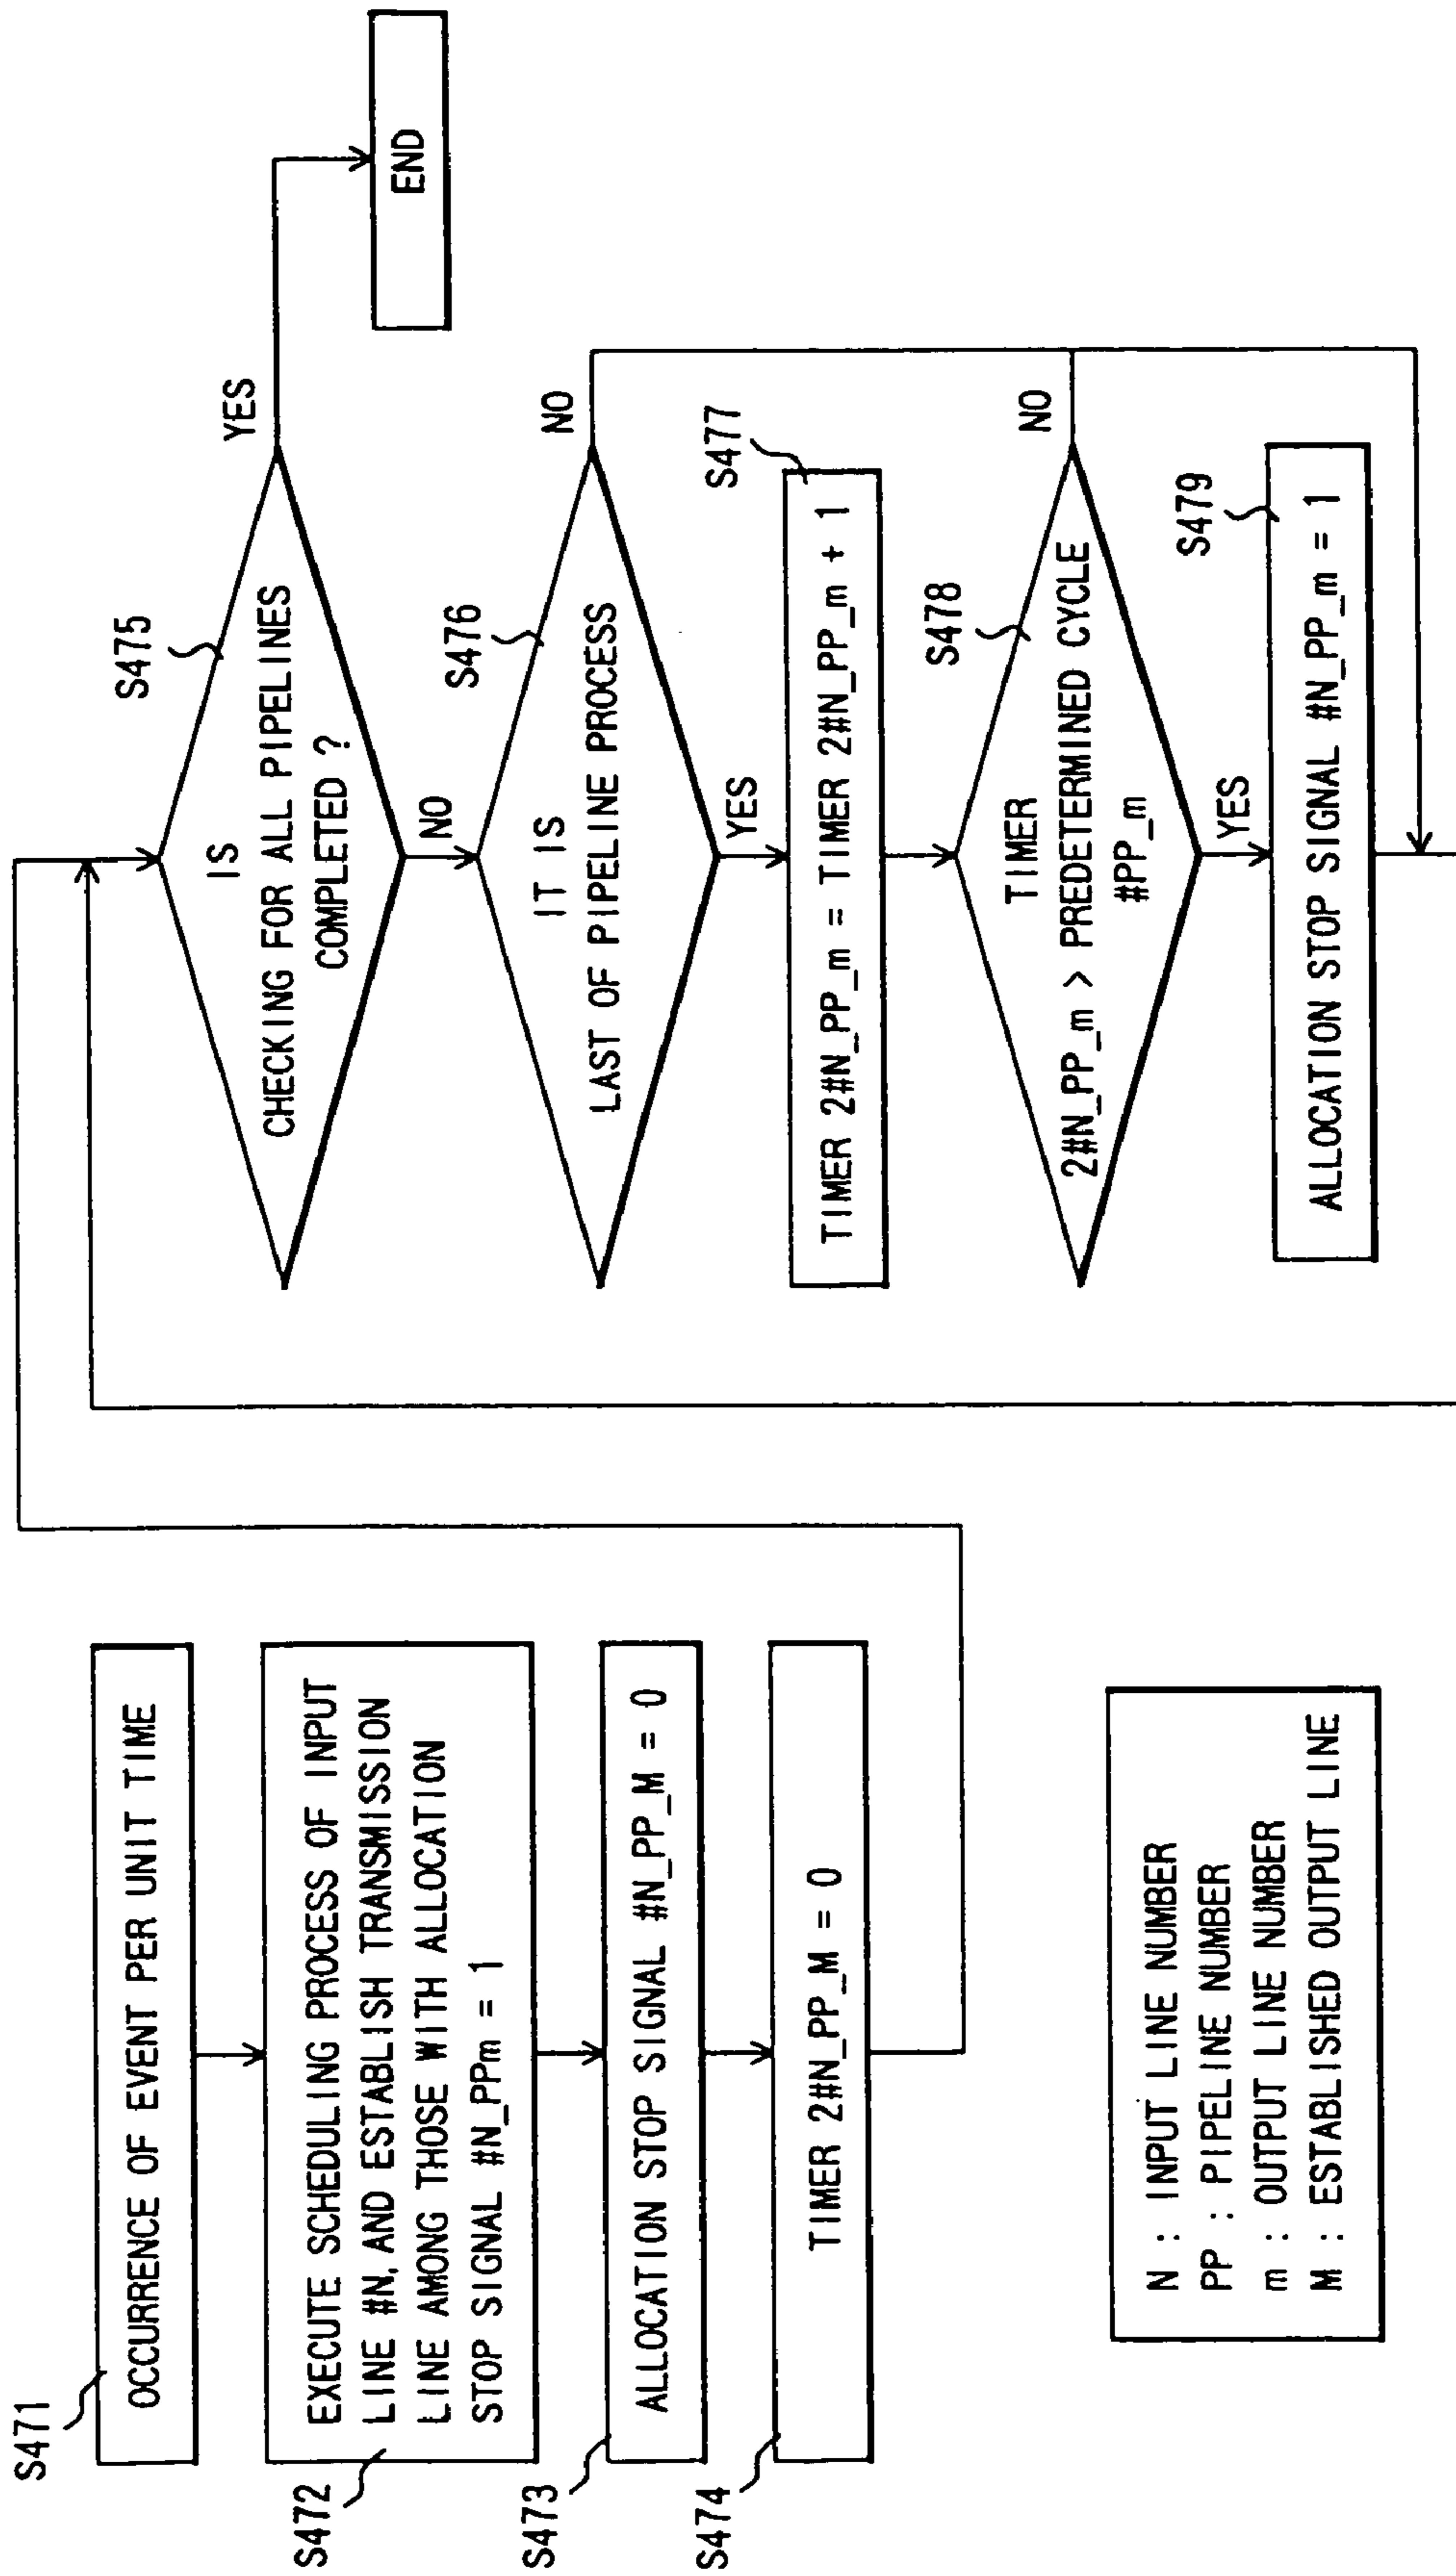 S471
OCCURRENCE OF EVENT PER UNIT TIME
S472
EXECUTE SCHEDULING PROCESS OF INPUT
LINE #N, AND ESTABLISH TRANSMISSION
LINE AMONG THOSE WITH ALLOCATION
STOP SIGNAL #N_PPm = 1
S473
ALLOCATION STOP SIGNAL #N_PP_M = 0
S474
TIMER 2#N_PP_M = 0
N : INPUT LINE NUMBER
PP : PIPELINE NUMBER
m : OUTPUT LINE NUMBER
M : ESTABLISHED OUTPUT LINE
S475
IS
CHECKING FOR ALL PIPELINES
COMPLETED ?
YES
END
NO
S476
IT IS
LAST OF PIPELINE PROCESS
NO
YES
S477
TIMER 2#N_PP_m = TIMER 2#N_PP_m + 1
S478
TIMER
2#N_PP_m > PREDETERMINED CYCLE
#PP_m
NO
YES
S479
ALLOCATION STOP SIGNAL #N_PP_m = 1